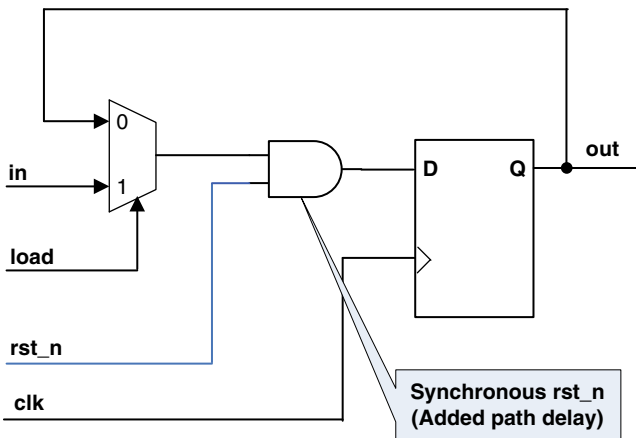 0
in
1
D
Q
out
load
rst_n
clk
Synchronous rst_n
(Added path delay)